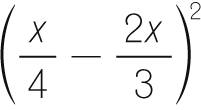 (x/4 − 2x/3)²